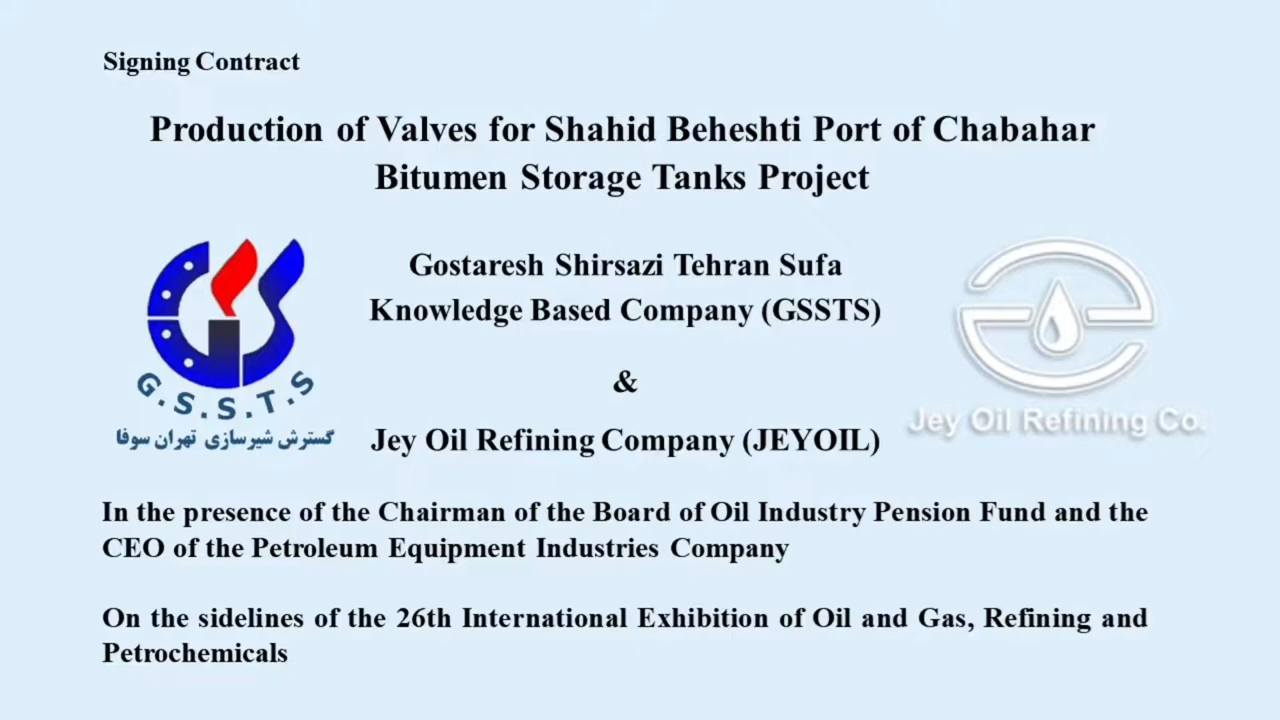 Signing Contract
Production of Valves for Shahid Beheshti Port of Chabahar
Bitumen Storage Tanks Project
Gostaresh Shirsazi Tehran Sufa
Knowledge Based Company (GSSTS)
&
Jey Oil Refining Company (JEYOIL)
G.S.S.T.S
گسترش شیرسازی تهران سوفا
Jey Oil Refining Co.
In the presence of the Chairman of the Board of Oil Industry Pension Fund and the
CEO of the Petroleum Equipment Industries Company
On the sidelines of the 26th International Exhibition of Oil and Gas, Refining and
Petrochemicals